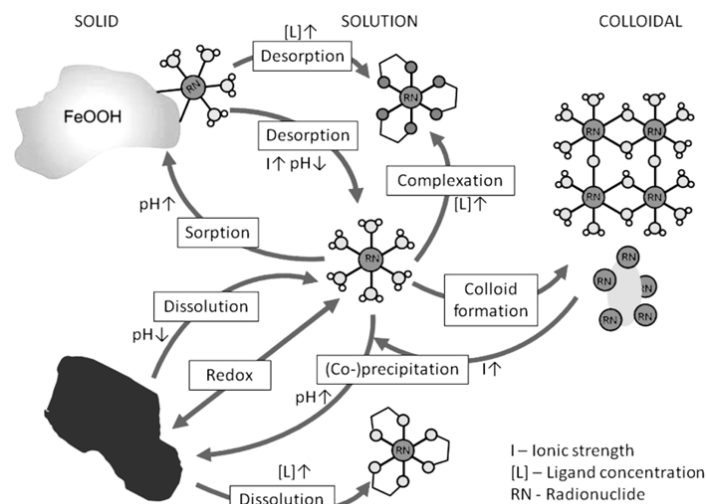 SOLID
SOLUTION
COLLOIDAL
[L]↑
Desorption
RN
FeOOH
RN
Desorption
I↑ pH↓
Complexation
[L]↑
RN RN
RN RN
pH↑
Sorption
RN
Dissolution
pH↓
Colloid
formation
RN
RN RN
RN RN
Redox
(Co-)precipitation
I↑
pH↑
RN
[L]↑
Dissolution
I – Ionic strength
[L] – Ligand concentration
RN - Radionuclide